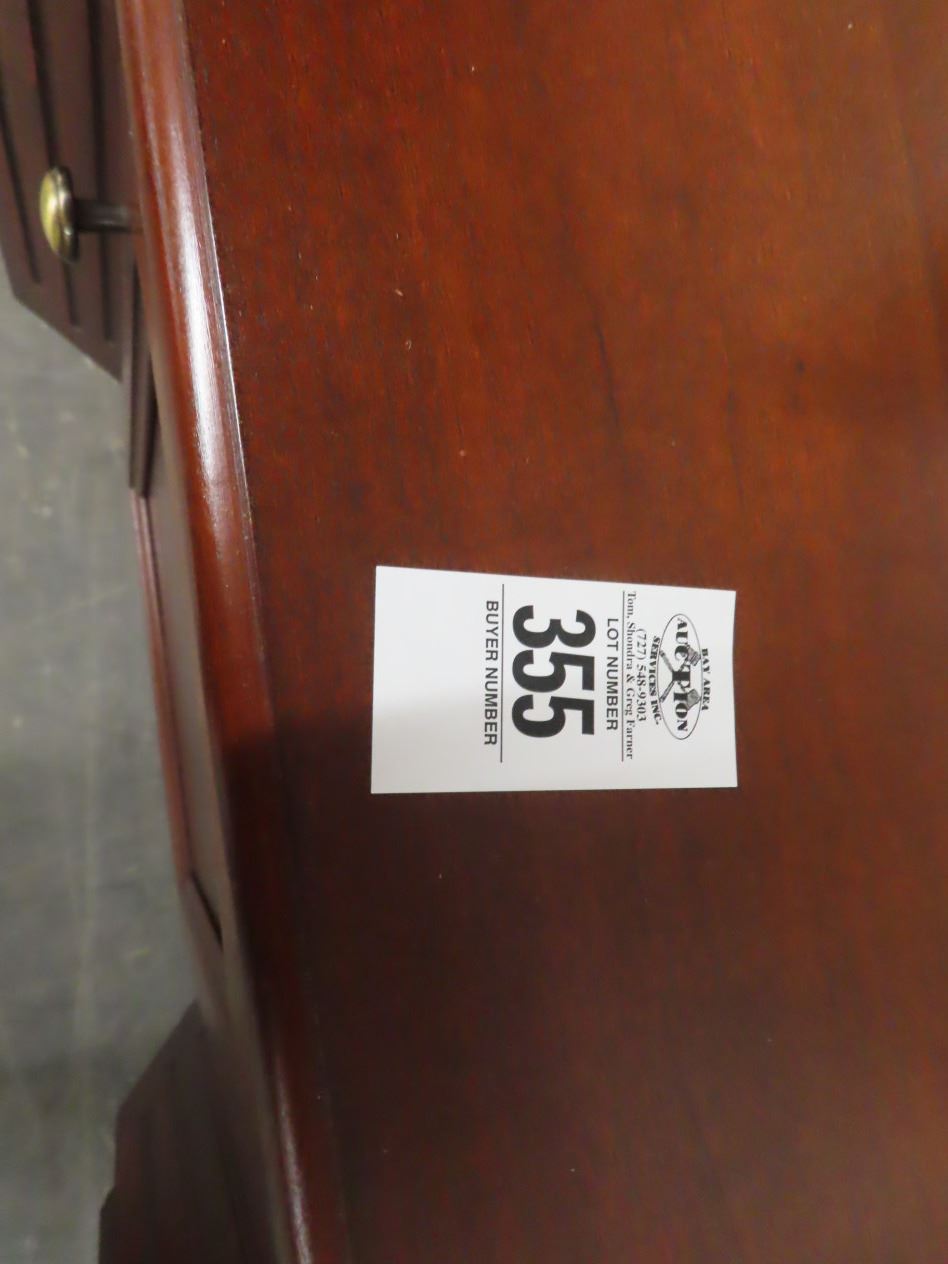 BAY AREA
AUCTION
SERVICES INC.
(727) 548-9303
Tom, Shondra & Greg Farner
LOT NUMBER
355
BUYER NUMBER